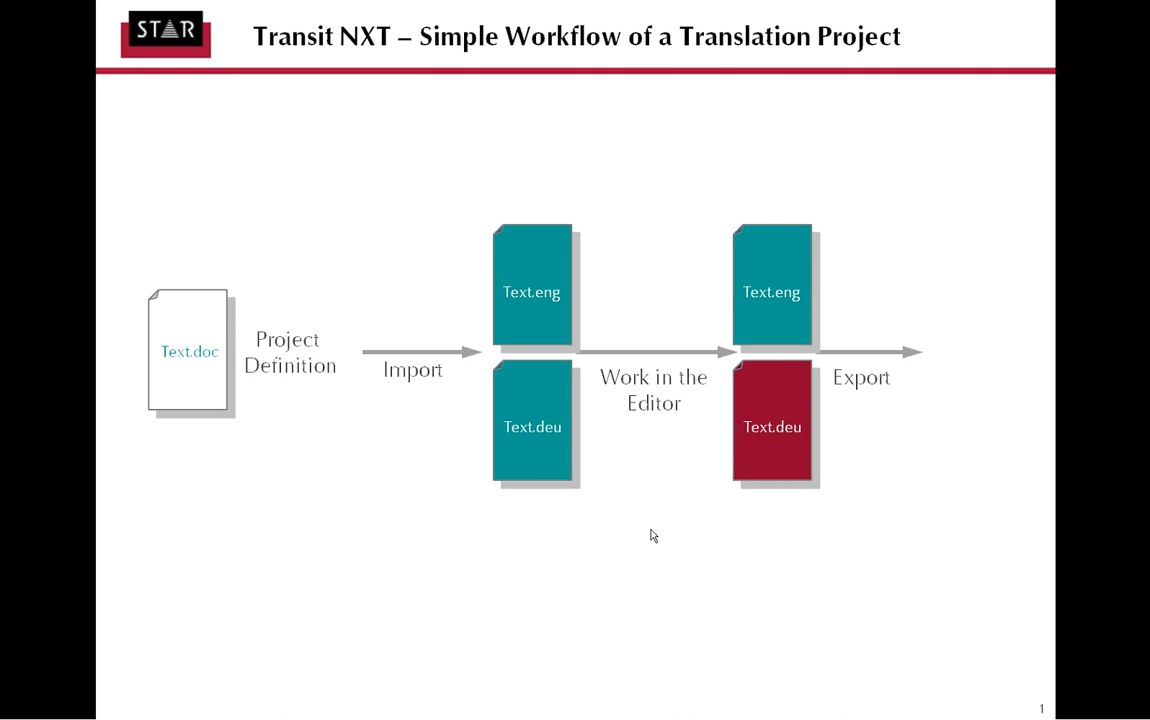 STAR
Transit NXT – Simple Workflow of a Translation Project
Text.doc
Project
Definition
Import
Text.eng
Text.deu
Work in the
Editor
Text.eng
Text.deu
Export
1